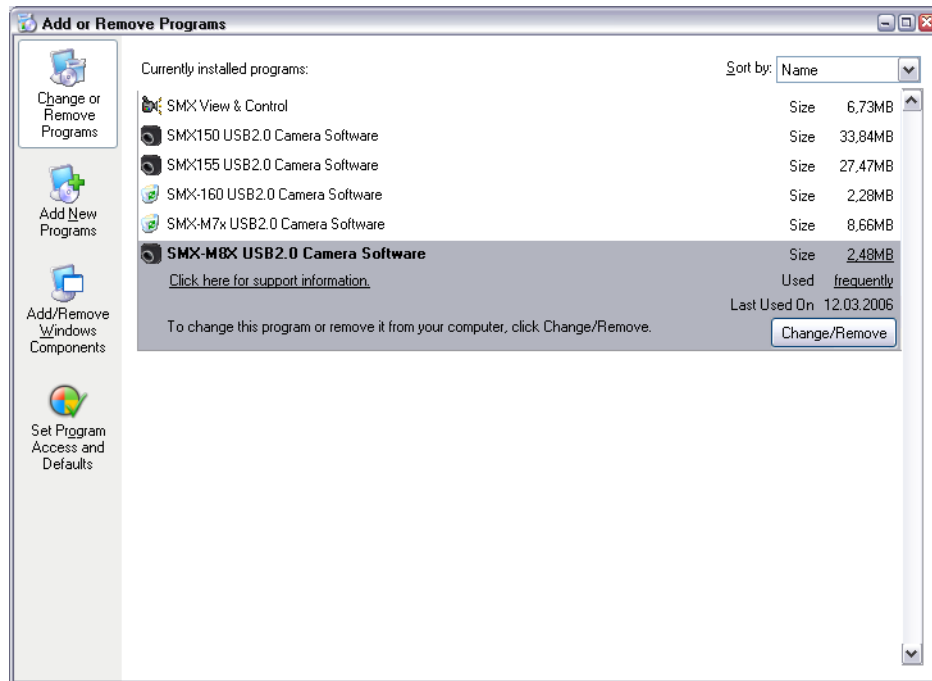 Add or Remove Programs
Change or
Remove
Programs
Add New
Programs
Add/Remove
Windows
Components
Set Program
Access and
Defaults
Currently installed programs:
Sort by: Name
SMX View & Control Size 6,73MB
SMX150 USB2.0 Camera Software Size 33,84MB
SMX155 USB2.0 Camera Software Size 27,47MB
SMX-160 USB2.0 Camera Software Size 2,28MB
SMX-M7x USB2.0 Camera Software Size 8,66MB
SMX-M8X USB2.0 Camera Software Size 2,48MB
Click here for support information. Used frequently
Last Used On 12.03.2006
To change this program or remove it from your computer, click Change/Remove. Change/Remove